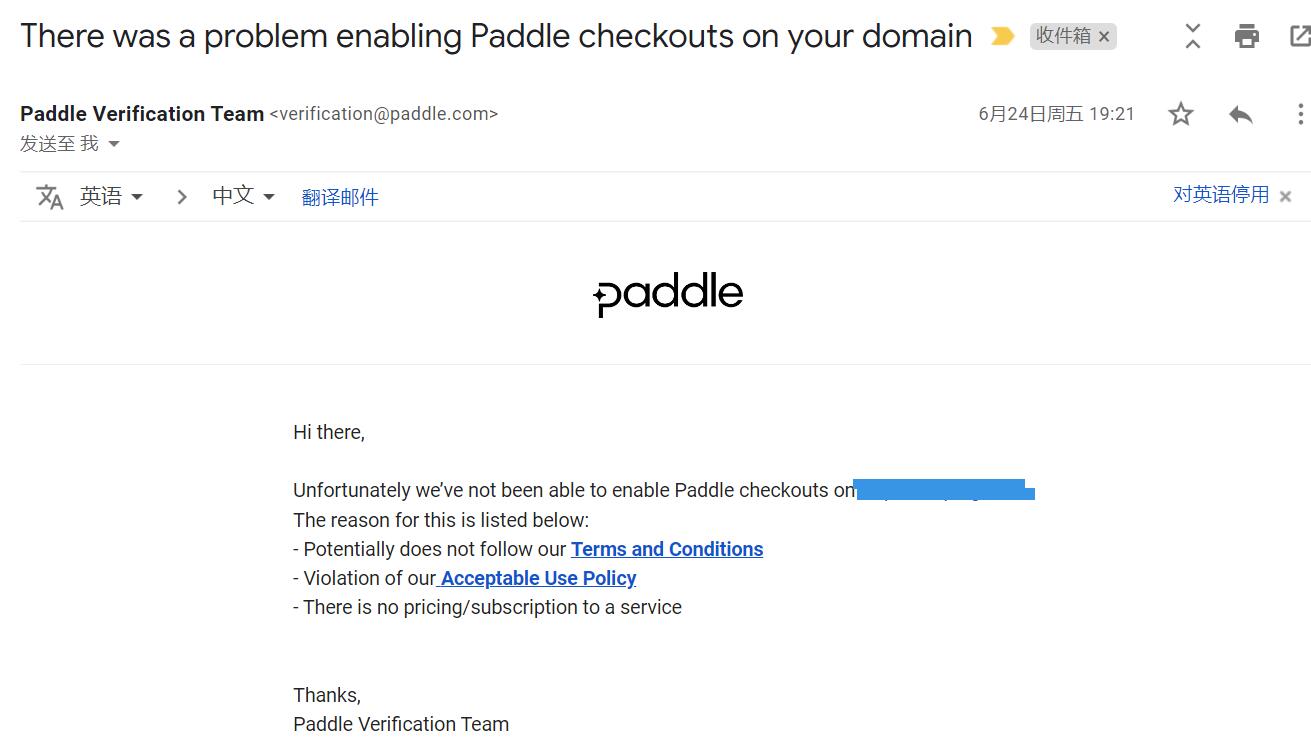 There was a problem enabling Paddle checkouts on your domain 收件箱 ×
Paddle Verification Team <verification@paddle.com> 6月24日周五 19:21
发送至 我
英语 中文 翻译邮件 对英语停用 ×
paddle
Hi there,
Unfortunately we’ve not been able to enable Paddle checkouts on
The reason for this is listed below:
- Potentially does not follow our Terms and Conditions
- Violation of our Acceptable Use Policy
- There is no pricing/subscription to a service
Thanks,
Paddle Verification Team